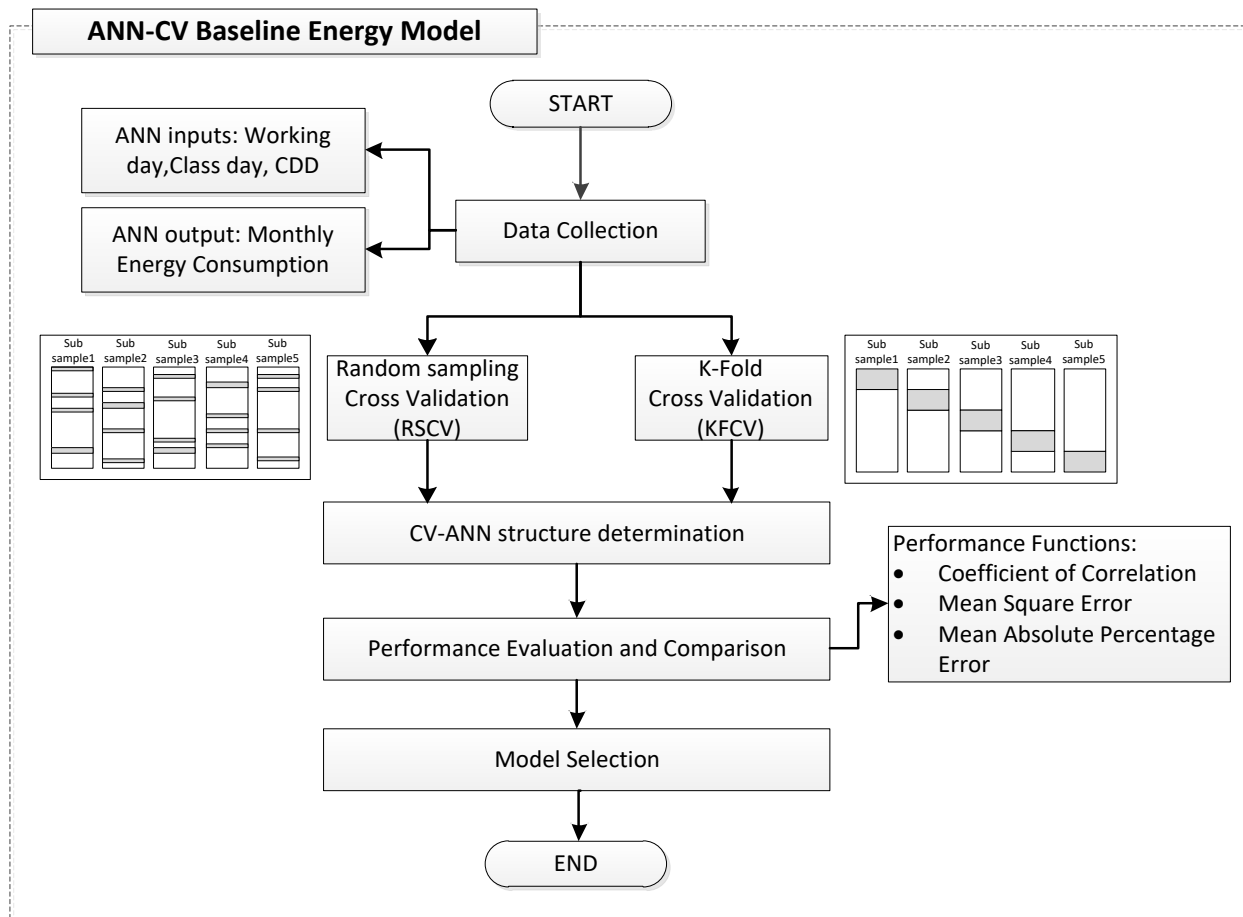 ANN-CV Baseline Energy Model
START
ANN inputs: Working
day,Class day, CDD
ANN output: Monthly
Energy Consumption
Data Collection
Sub
sample1
Sub
sample2
Sub
sample3
Sub
sample4
Sub
sample5
Random sampling
Cross Validation
(RSCV)
K-Fold
Cross Validation
(KFCV)
Sub
sample1
Sub
sample2
Sub
sample3
Sub
sample4
Sub
sample5
CV-ANN structure determination
Performance Evaluation and Comparison
Performance Functions:
• Coefficient of Correlation
• Mean Square Error
• Mean Absolute Percentage
Error
Model Selection
END